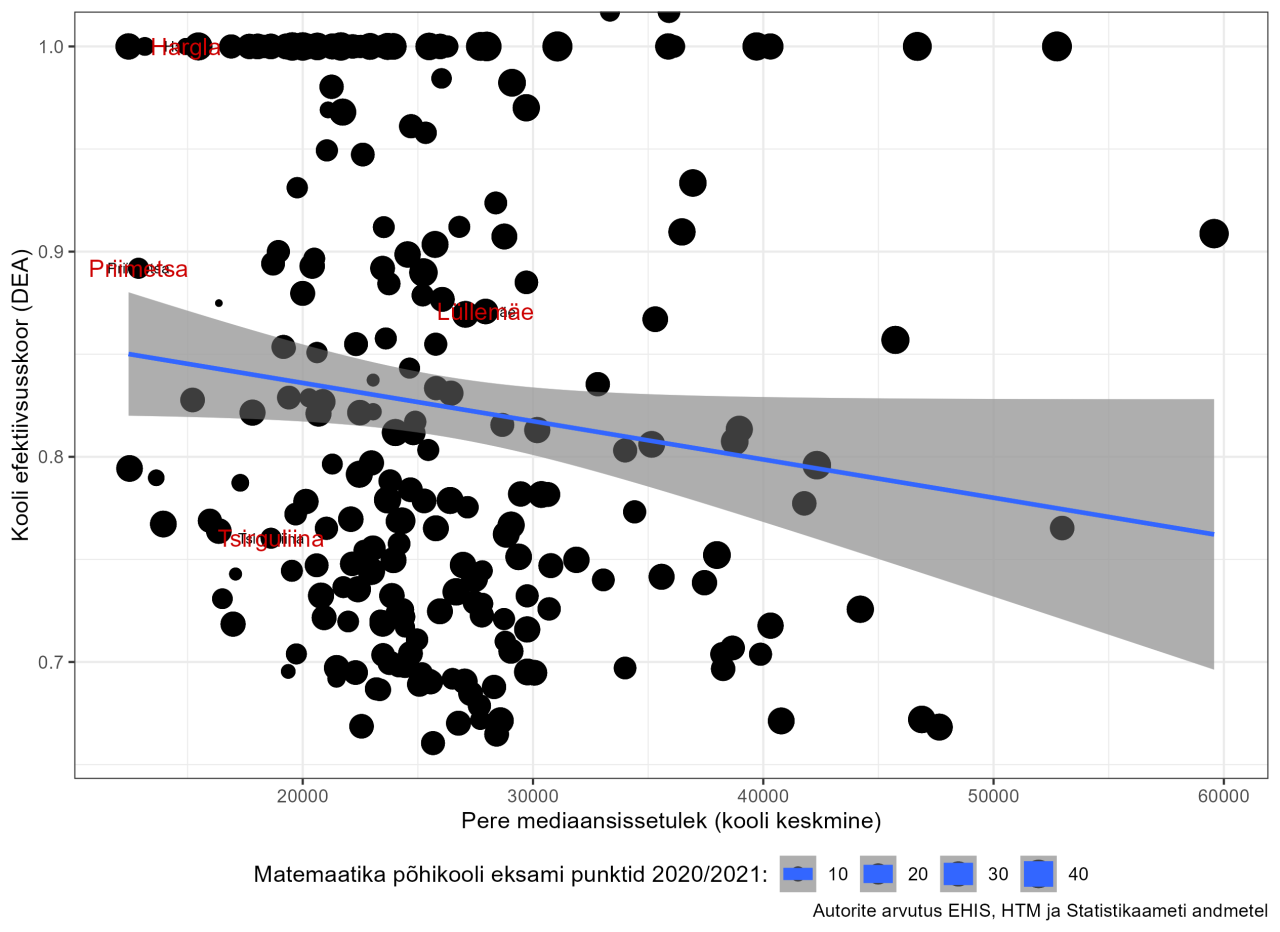 1.0
Hargla
0.9
Priimetsa
Lüllemäe
0.8
Tsirguliina
0.7
Kooli efektiivsusskoor (DEA)
20000 30000 40000 50000 60000
Pere mediaansissetulek (kooli keskmine)
Matemaatika põhikooli eksami punktid 2020/2021: 10 20 30 40
Autorite arvutus EHIS, HTM ja Statistikaameti andmetel